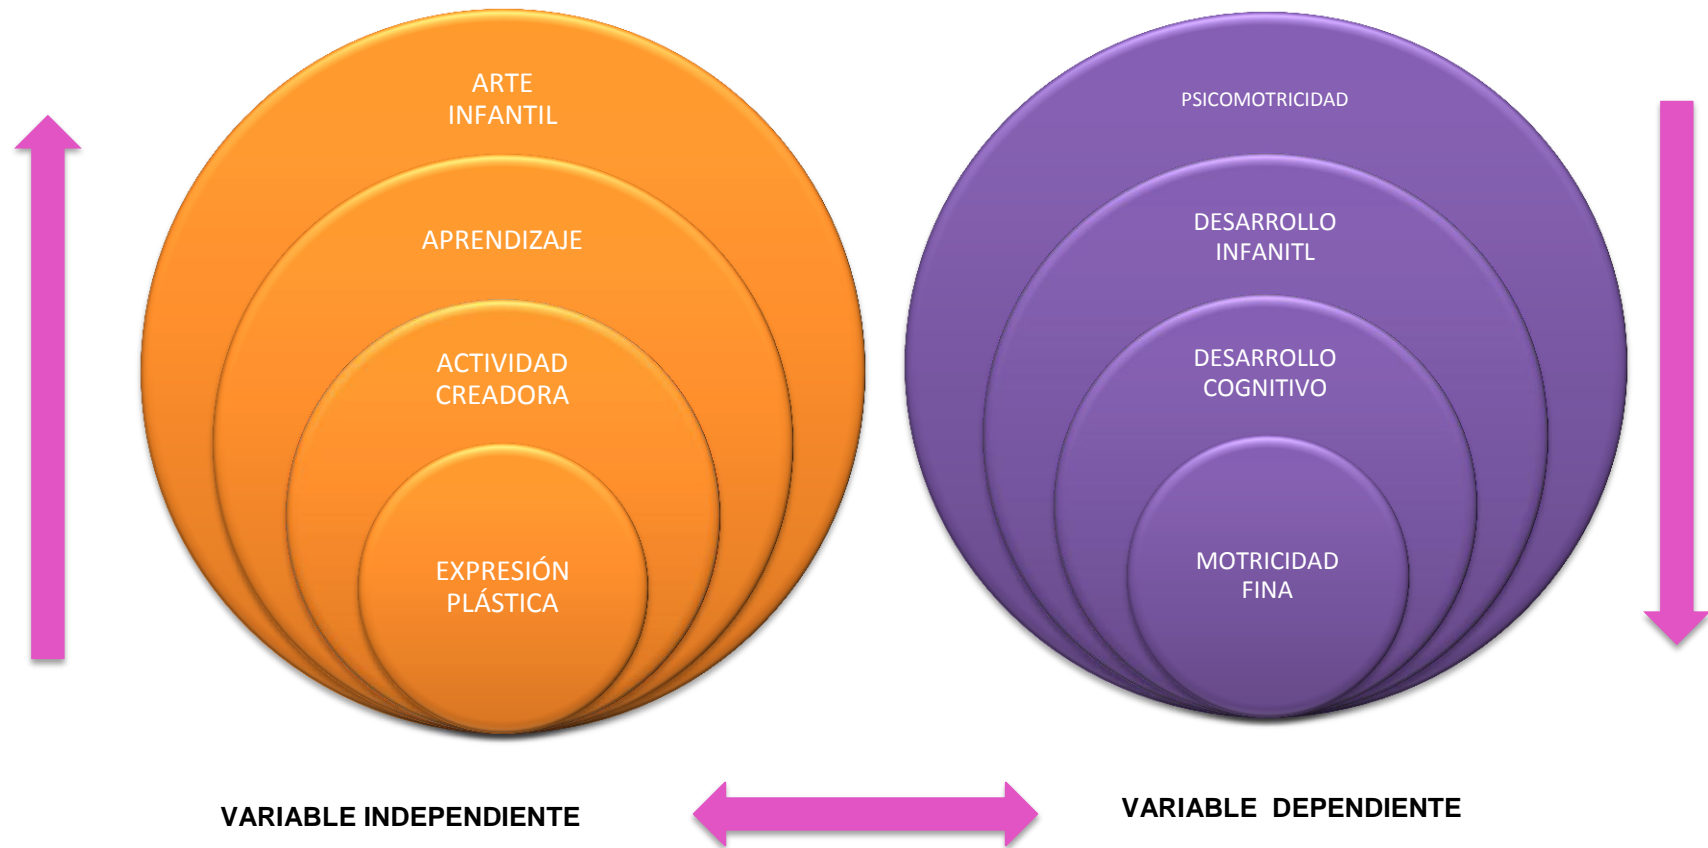 ARTE
INFANTIL
APRENDIZAJE
ACTIVIDAD
CREADORA
EXPRESIÓN
PLÁSTICA
PSICOMOTRICIDAD
DESARROLLO
INFANITL
DESARROLLO
COGNITIVO
MOTRICIDAD
FINA
VARIABLE INDEPENDIENTE
VARIABLE DEPENDIENTE